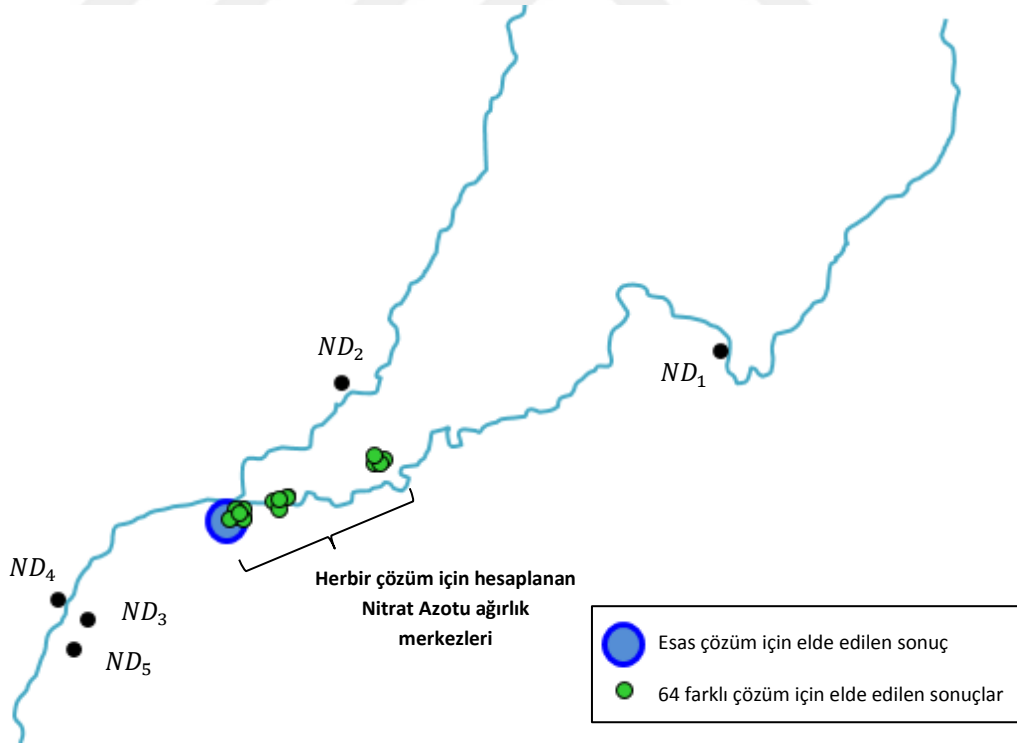 ND₂
ND₁
ND₄
ND₃
ND₅
Herbir çözüm için hesaplanan
Nitrat Azotu ağırlık
merkezleri
Esas çözüm için elde edilen sonuç
64 farklı çözüm için elde edilen sonuçlar